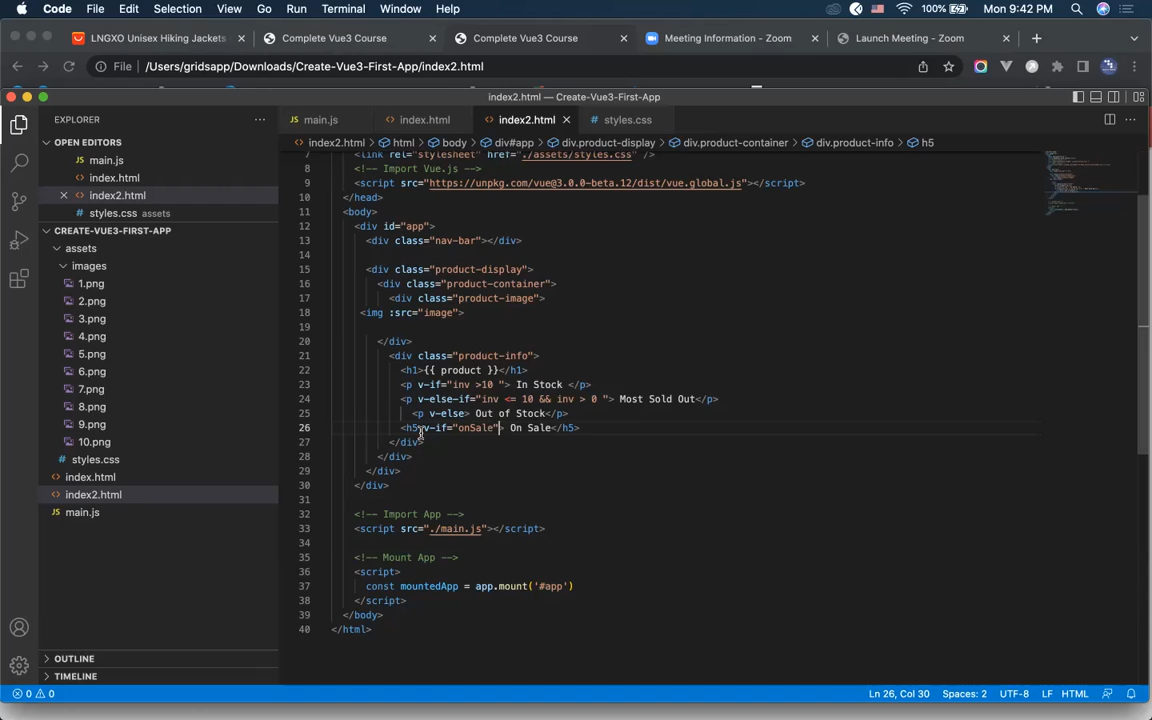 Code File Edit Selection View Go Run Terminal Window Help 100% Mon 9:42 PM
LNGXO Unisex Hiking Jackets × Complete Vue3 Course × Complete Vue3 Course × Meeting Information - Zoom × Launch Meeting - Zoom × +
File /Users/gridsapp/Downloads/Create-Vue3-First-App/index2.html
index2.html — Create-Vue3-First-App
EXPLORER ··· JS main.js <> index.html <> index2.html × # styles.css ···
OPEN EDITORS
<> index2.html > html > body > div#app > div.product-display > div.product-container > div.product-info > h5
JS main.js
<> index.html
× <> index2.html
# styles.css assets
CREATE-VUE3-FIRST-APP
assets
images
1.png
2.png
3.png
4.png
5.png
6.png
7.png
8.png
9.png
10.png
# styles.css
<> index.html
<> index2.html
JS main.js
OUTLINE
TIMELINE
7 <link rel="stylesheet" href="./assets/styles.css" />
8 <!-- Import Vue.js -->
9 <script src="https://unpkg.com/vue@3.0.0-beta.12/dist/vue.global.js"></script>
10 </head>
11 <body>
12 <div id="app">
13 <div class="nav-bar"></div>
14
15 <div class="product-display">
16 <div class="product-container">
17 <div class="product-image">
18 <img :src="image">
19
20 </div>
21 <div class="product-info">
22 <h1>{{ product }}</h1>
23 <p v-if="inv >10 "> In Stock </p>
24 <p v-else-if="inv <= 10 && inv > 0 "> Most Sold Out</p>
25 <p v-else> Out of Stock</p>
26 <h5 v-if="onSale"> On Sale</h5>
27 </div>
28 </div>
29 </div>
30 </div>
31
32 <!-- Import App -->
33 <script src="./main.js"></script>
34
35 <!-- Mount App -->
36 <script>
37 const mountedApp = app.mount('#app')
38 </script>
39 </body>
40 </html>
0 0 Ln 26, Col 30 Spaces: 2 UTF-8 LF HTML